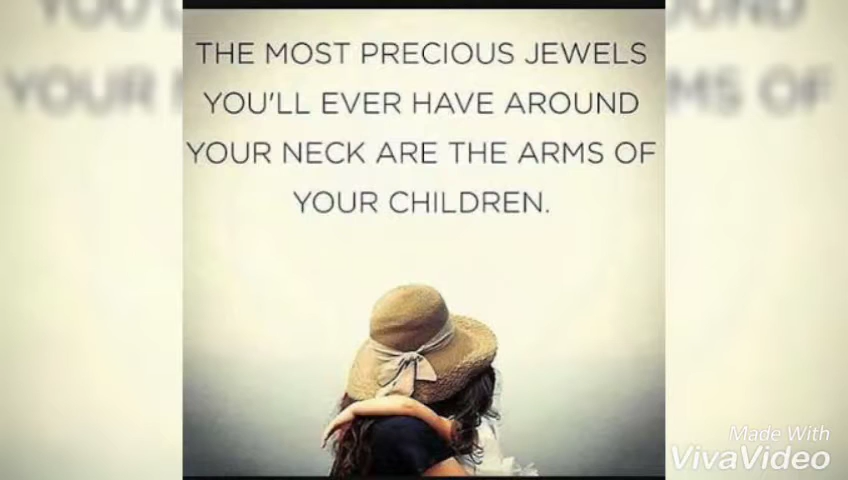 THE MOST PRECIOUS JEWELS
YOU'LL EVER HAVE AROUND
YOUR NECK ARE THE ARMS OF
YOUR CHILDREN.
Made With
VivaVideo